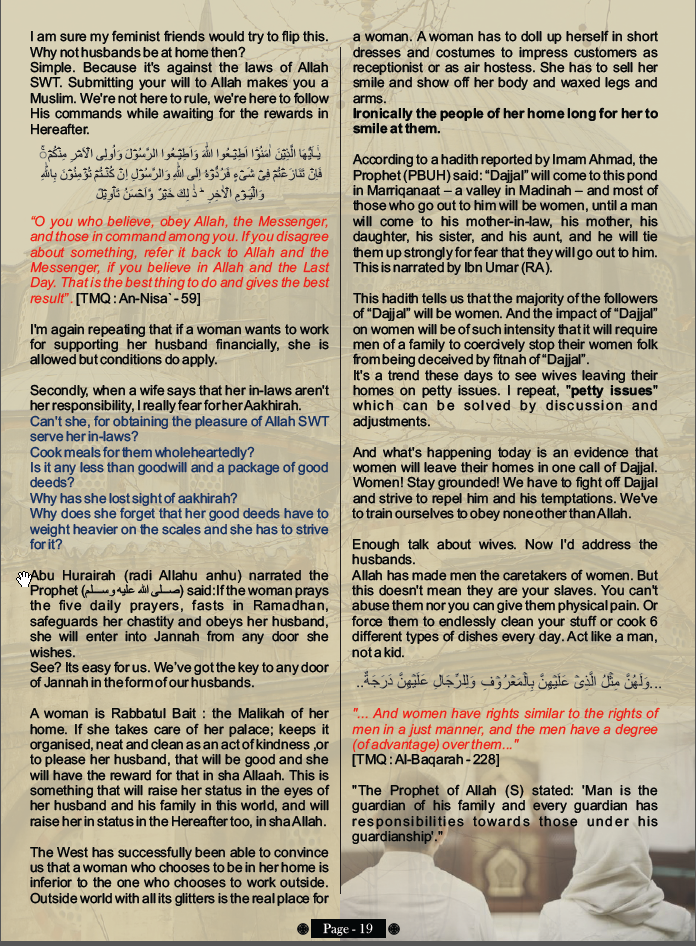 I am sure my feminist friends would try to flip this.
Why not husbands be at home then?
Simple. Because it's against the laws of Allah
SWT. Submitting your will to Allah makes you a
Muslim. We're not here to rule, we're here to follow
His commands while awaiting for the rewards in
Hereafter.
يٰۤـاَيُّهَا الَّذِيْنَ اٰمَنُوْۤا اَطِيْـعُوا اللّٰهَ وَاَطِيْـعُوا الرَّسُوْلَ وَاُولِى الْاَمْرِ مِنْكُمْ ۚ
فَاِنْ تَنَازَعْتُمْ فِىْ شَىْءٍ فَرُدُّوْهُ اِلَى اللّٰهِ وَالرَّسُوْلِ اِنْ كُنْـتُمْ تُؤْمِنُوْنَ بِاللّٰهِ
وَالْيَـوْمِ الْاٰخِرِ ؕ ذٰ لِكَ خَيْرٌ وَّاَحْسَنُ تَاْوِيْلًا
“O you who believe, obey Allah, the Messenger,
and those in command among you. If you disagree
about something, refer it back to Allah and the
Messenger, if you believe in Allah and the Last
Day. That is the best thing to do and gives the best
result”. [TMQ : An-Nisa` - 59]
I'm again repeating that if a woman wants to work
for supporting her husband financially, she is
allowed but conditions do apply.
Secondly, when a wife says that her in-laws aren't
her responsibility, I really fear for her Aakhirah.
Can't she, for obtaining the pleasure of Allah SWT
serve her in-laws?
Cook meals for them wholeheartedly?
Is it any less than goodwill and a package of good
deeds?
Why has she lost sight of aakhirah?
Why does she forget that her good deeds have to
weight heavier on the scales and she has to strive
for it?
Abu Hurairah (radi Allahu anhu) narrated the
Prophet (صلى الله عليه وسلم) said:If the woman prays
the five daily prayers, fasts in Ramadhan,
safeguards her chastity and obeys her husband,
she will enter into Jannah from any door she
wishes.
See? Its easy for us. We've got the key to any door
of Jannah in the form of our husbands.
A woman is Rabbatul Bait : the Malikah of her
home. If she takes care of her palace; keeps it
organised, neat and clean as an act of kindness ,or
to please her husband, that will be good and she
will have the reward for that in sha Allaah. This is
something that will raise her status in the eyes of
her husband and his family in this world, and will
raise her in status in the Hereafter too, in sha Allah.
The West has successfully been able to convince
us that a woman who chooses to be in her home is
inferior to the one who chooses to work outside.
Outside world with all its glitters is the real place for
a woman. A woman has to doll up herself in short
dresses and costumes to impress customers as
receptionist or as air hostess. She has to sell her
smile and show off her body and waxed legs and
arms.
Ironically the people of her home long for her to
smile at them.
According to a hadith reported by Imam Ahmad, the
Prophet (PBUH) said: “Dajjal” will come to this pond
in Marriqanaat – a valley in Madinah – and most of
those who go out to him will be women, until a man
will come to his mother-in-law, his mother, his
daughter, his sister, and his aunt, and he will tie
them up strongly for fear that they will go out to him.
This is narrated by Ibn Umar (RA).
This hadith tells us that the majority of the followers
of “Dajjal” will be women. And the impact of “Dajjal”
on women will be of such intensity that it will require
men of a family to coercively stop their women folk
from being deceived by fitnah of “Dajjal”.
It's a trend these days to see wives leaving their
homes on petty issues. I repeat, "petty issues"
which can be solved by discussion and
adjustments.
And what's happening today is an evidence that
women will leave their homes in one call of Dajjal.
Women! Stay grounded! We have to fight off Dajjal
and strive to repel him and his temptations. We've
to train ourselves to obey none other than Allah.
Enough talk about wives. Now I'd address the
husbands.
Allah has made men the caretakers of women. But
this doesn't mean they are your slaves. You can't
abuse them nor you can give them physical pain. Or
force them to endlessly clean your stuff or cook 6
different types of dishes every day. Act like a man,
not a kid.
...وَلَهُنَّ مِثْلُ الَّذِىْ عَلَيْهِنَّ بِالْمَعْرُوْفِ وَلِلرِّجَالِ عَلَيْهِنَّ دَرَجَةٌ..
"... And women have rights similar to the rights of
men in a just manner, and the men have a degree
(of advantage) over them..."
[TMQ : Al-Baqarah - 228]
"The Prophet of Allah (S) stated: 'Man is the
guardian of his family and every guardian has
responsibilities towards those under his
guardianship'."
Page - 19